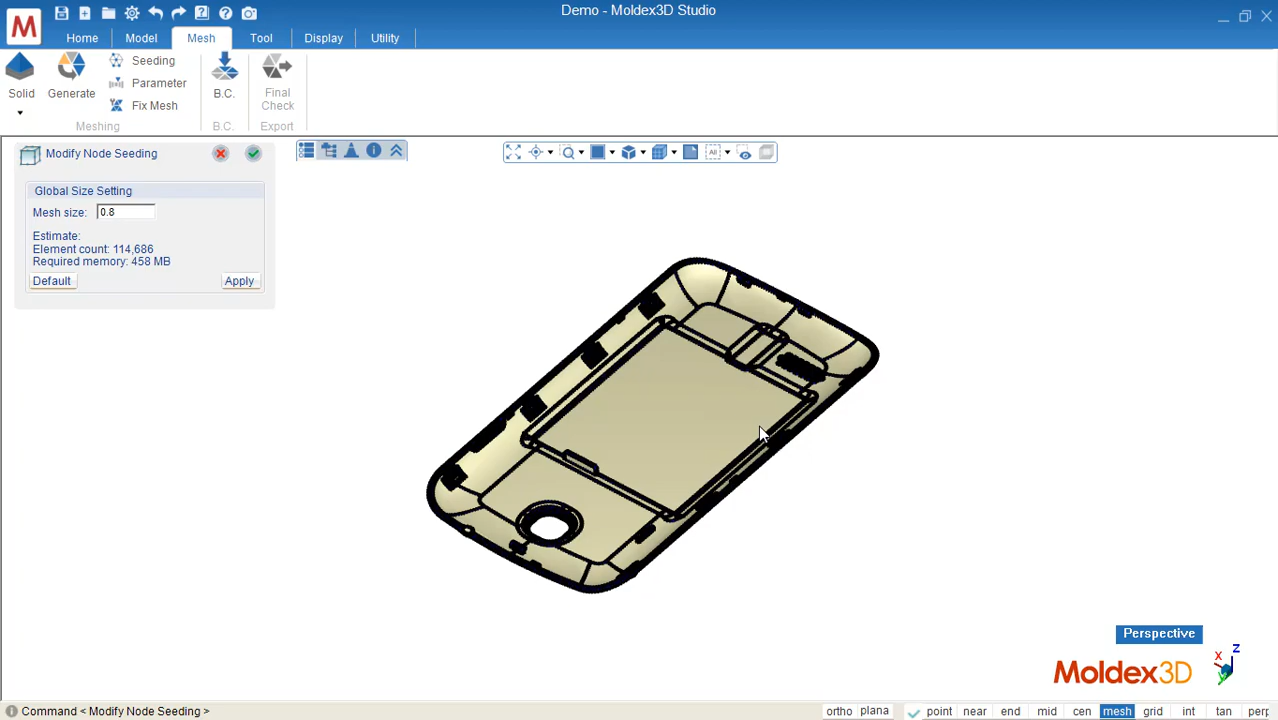 Demo - Moldex3D Studio
M
Home Model Mesh Tool Display Utility
Solid
Generate
Seeding
Parameter
Fix Mesh
B.C.
Final
Check
Meshing B.C. Export
Modify Node Seeding
Global Size Setting
Mesh size: 0.8
Estimate:
Element count: 114,686
Required memory: 458 MB
Default Apply
All
Perspective
X Z Y
Moldex3D
Command < Modify Node Seeding >
ortho plana point near end mid cen mesh grid int tan perp